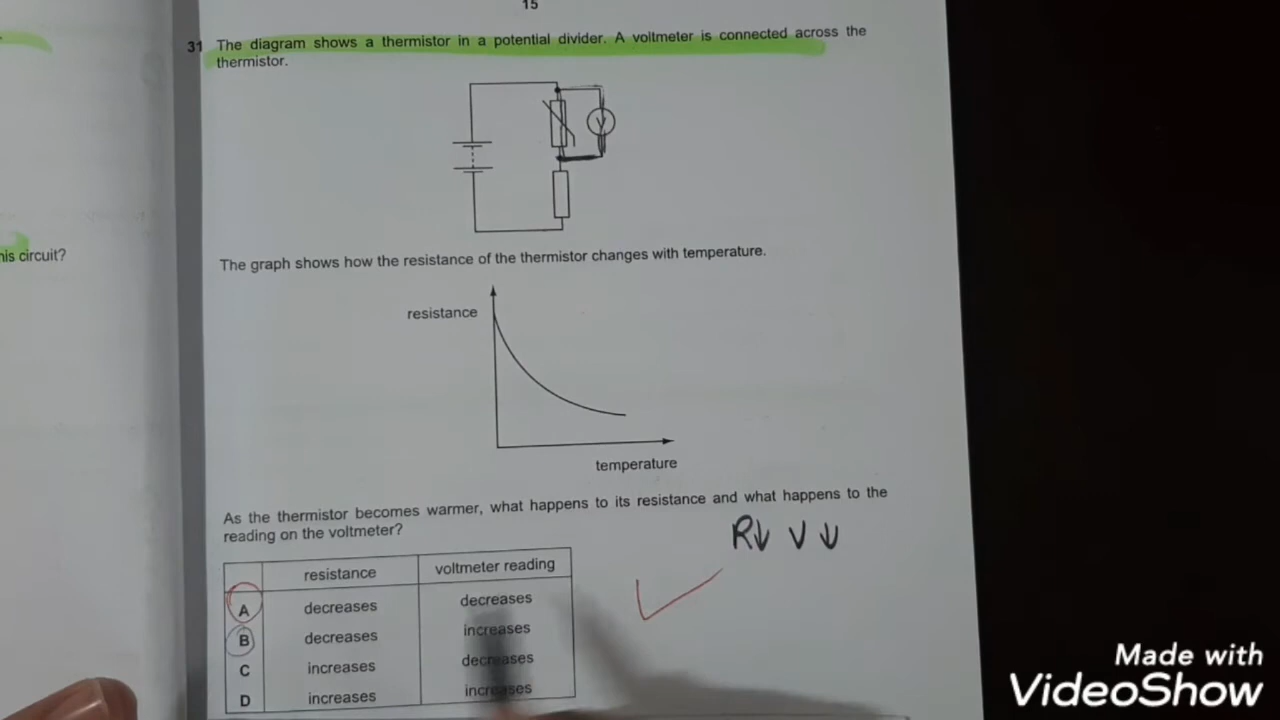 15
31 The diagram shows a thermistor in a potential divider. A voltmeter is connected across the
thermistor.
V
his circuit?
The graph shows how the resistance of the thermistor changes with temperature.
resistance
temperature
As the thermistor becomes warmer, what happens to its resistance and what happens to the
reading on the voltmeter?
R↓ V ↓
resistance voltmeter reading
A decreases decreases
B decreases increases
C increases decreases
D increases increases
Made with
VideoShow